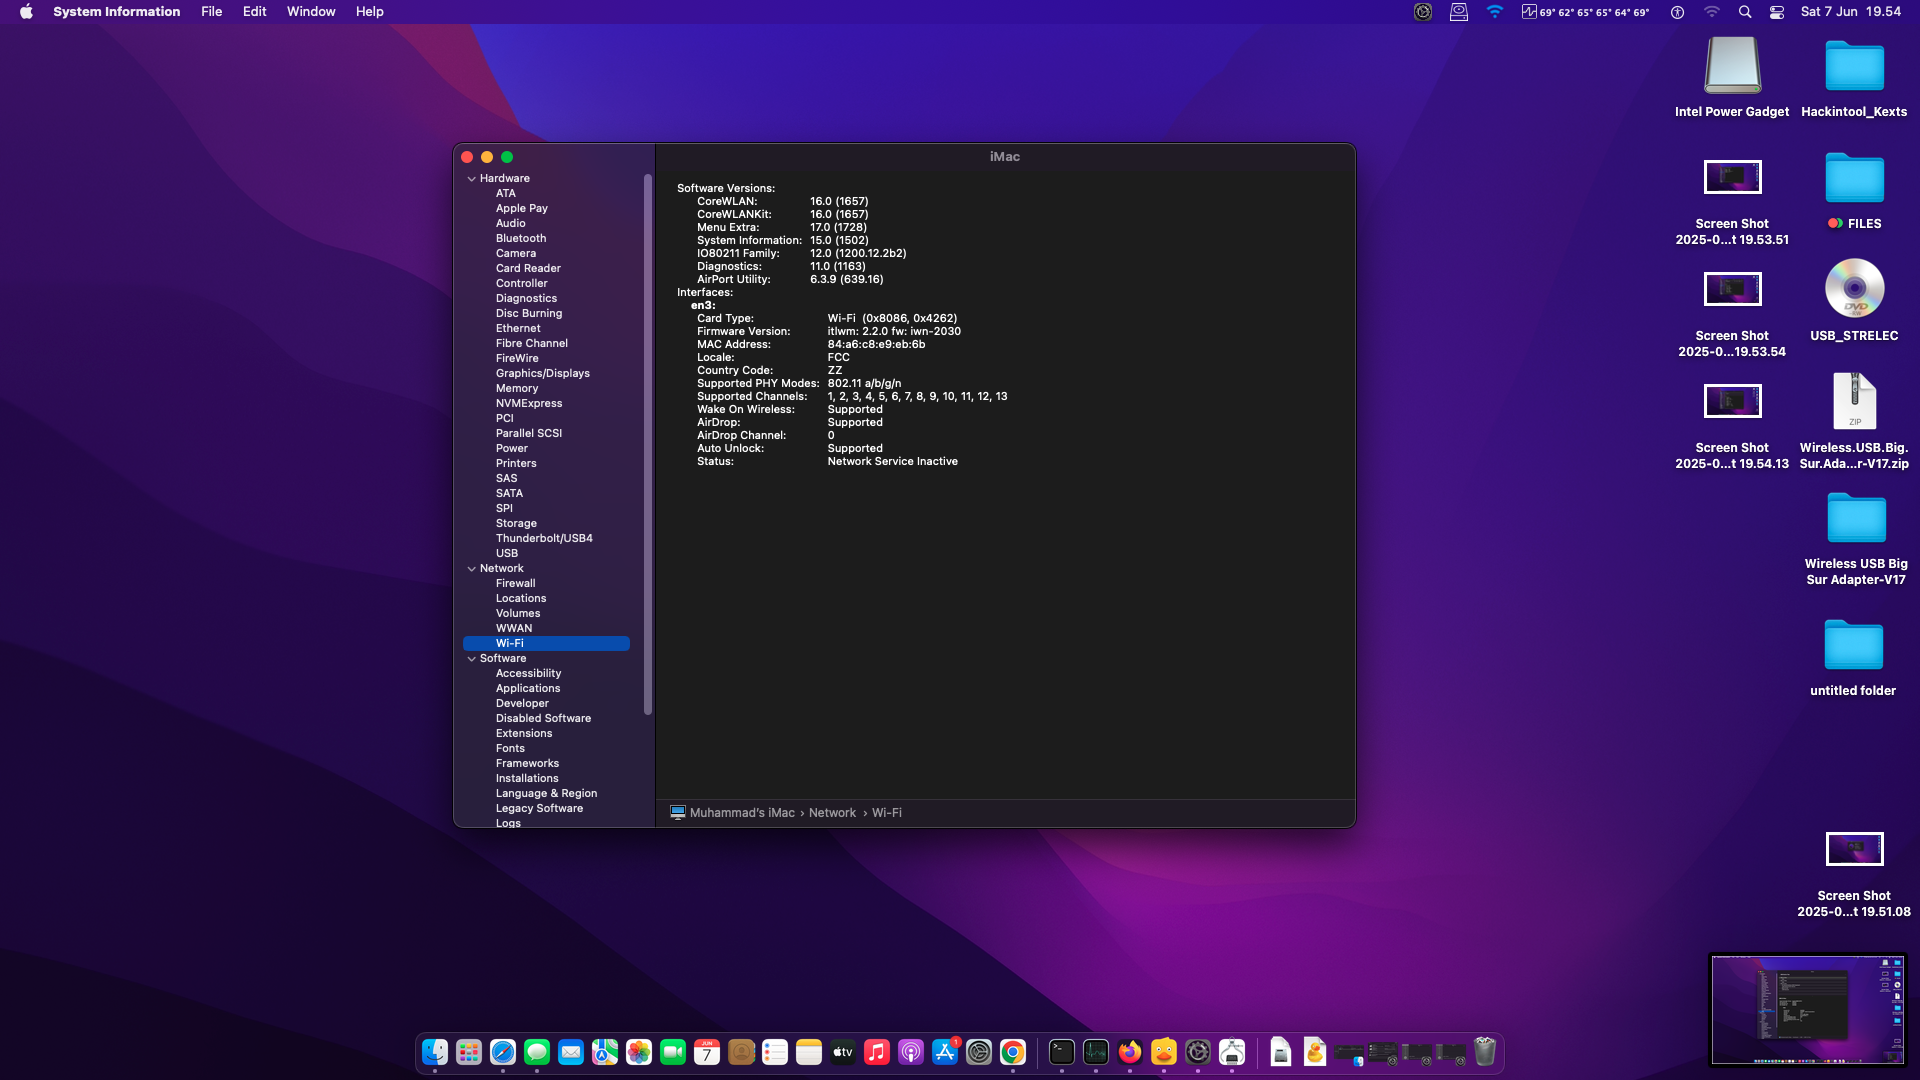 System Information File Edit Window Help
69° 62° 65° 65° 64° 69° Sat 7 Jun 19.54
iMac
Hardware
ATA
Apple Pay
Audio
Bluetooth
Camera
Card Reader
Controller
Diagnostics
Disc Burning
Ethernet
Fibre Channel
FireWire
Graphics/Displays
Memory
NVMExpress
PCI
Parallel SCSI
Power
Printers
SAS
SATA
SPI
Storage
Thunderbolt/USB4
USB
Network
Firewall
Locations
Volumes
WWAN
Wi-Fi
Software
Accessibility
Applications
Developer
Disabled Software
Extensions
Fonts
Frameworks
Installations
Language & Region
Legacy Software
Logs
Software Versions:
CoreWLAN: 16.0 (1657)
CoreWLANKit: 16.0 (1657)
Menu Extra: 17.0 (1728)
System Information: 15.0 (1502)
IO80211 Family: 12.0 (1200.12.2b2)
Diagnostics: 11.0 (1163)
AirPort Utility: 6.3.9 (639.16)
Interfaces:
en3:
Card Type: Wi-Fi (0x8086, 0x4262)
Firmware Version: itlwm: 2.2.0 fw: iwn-2030
MAC Address: 84:a6:c8:e9:eb:6b
Locale: FCC
Country Code: ZZ
Supported PHY Modes: 802.11 a/b/g/n
Supported Channels: 1, 2, 3, 4, 5, 6, 7, 8, 9, 10, 11, 12, 13
Wake On Wireless: Supported
AirDrop: Supported
AirDrop Channel: 0
Auto Unlock: Supported
Status: Network Service Inactive
Muhammad's iMac › Network › Wi-Fi
Intel Power Gadget
Hackintool_Kexts
Screen Shot
2025-0...t 19.53.51
FILES
Screen Shot
2025-0...19.53.54
DVD
USB_STRELEC
Screen Shot
2025-0...t 19.54.13
ZIP
Wireless.USB.Big.
Sur.Ada...r-V17.zip
Wireless USB Big
Sur Adapter-V17
untitled folder
Screen Shot
2025-0...t 19.51.08
JUN
7
tv
1